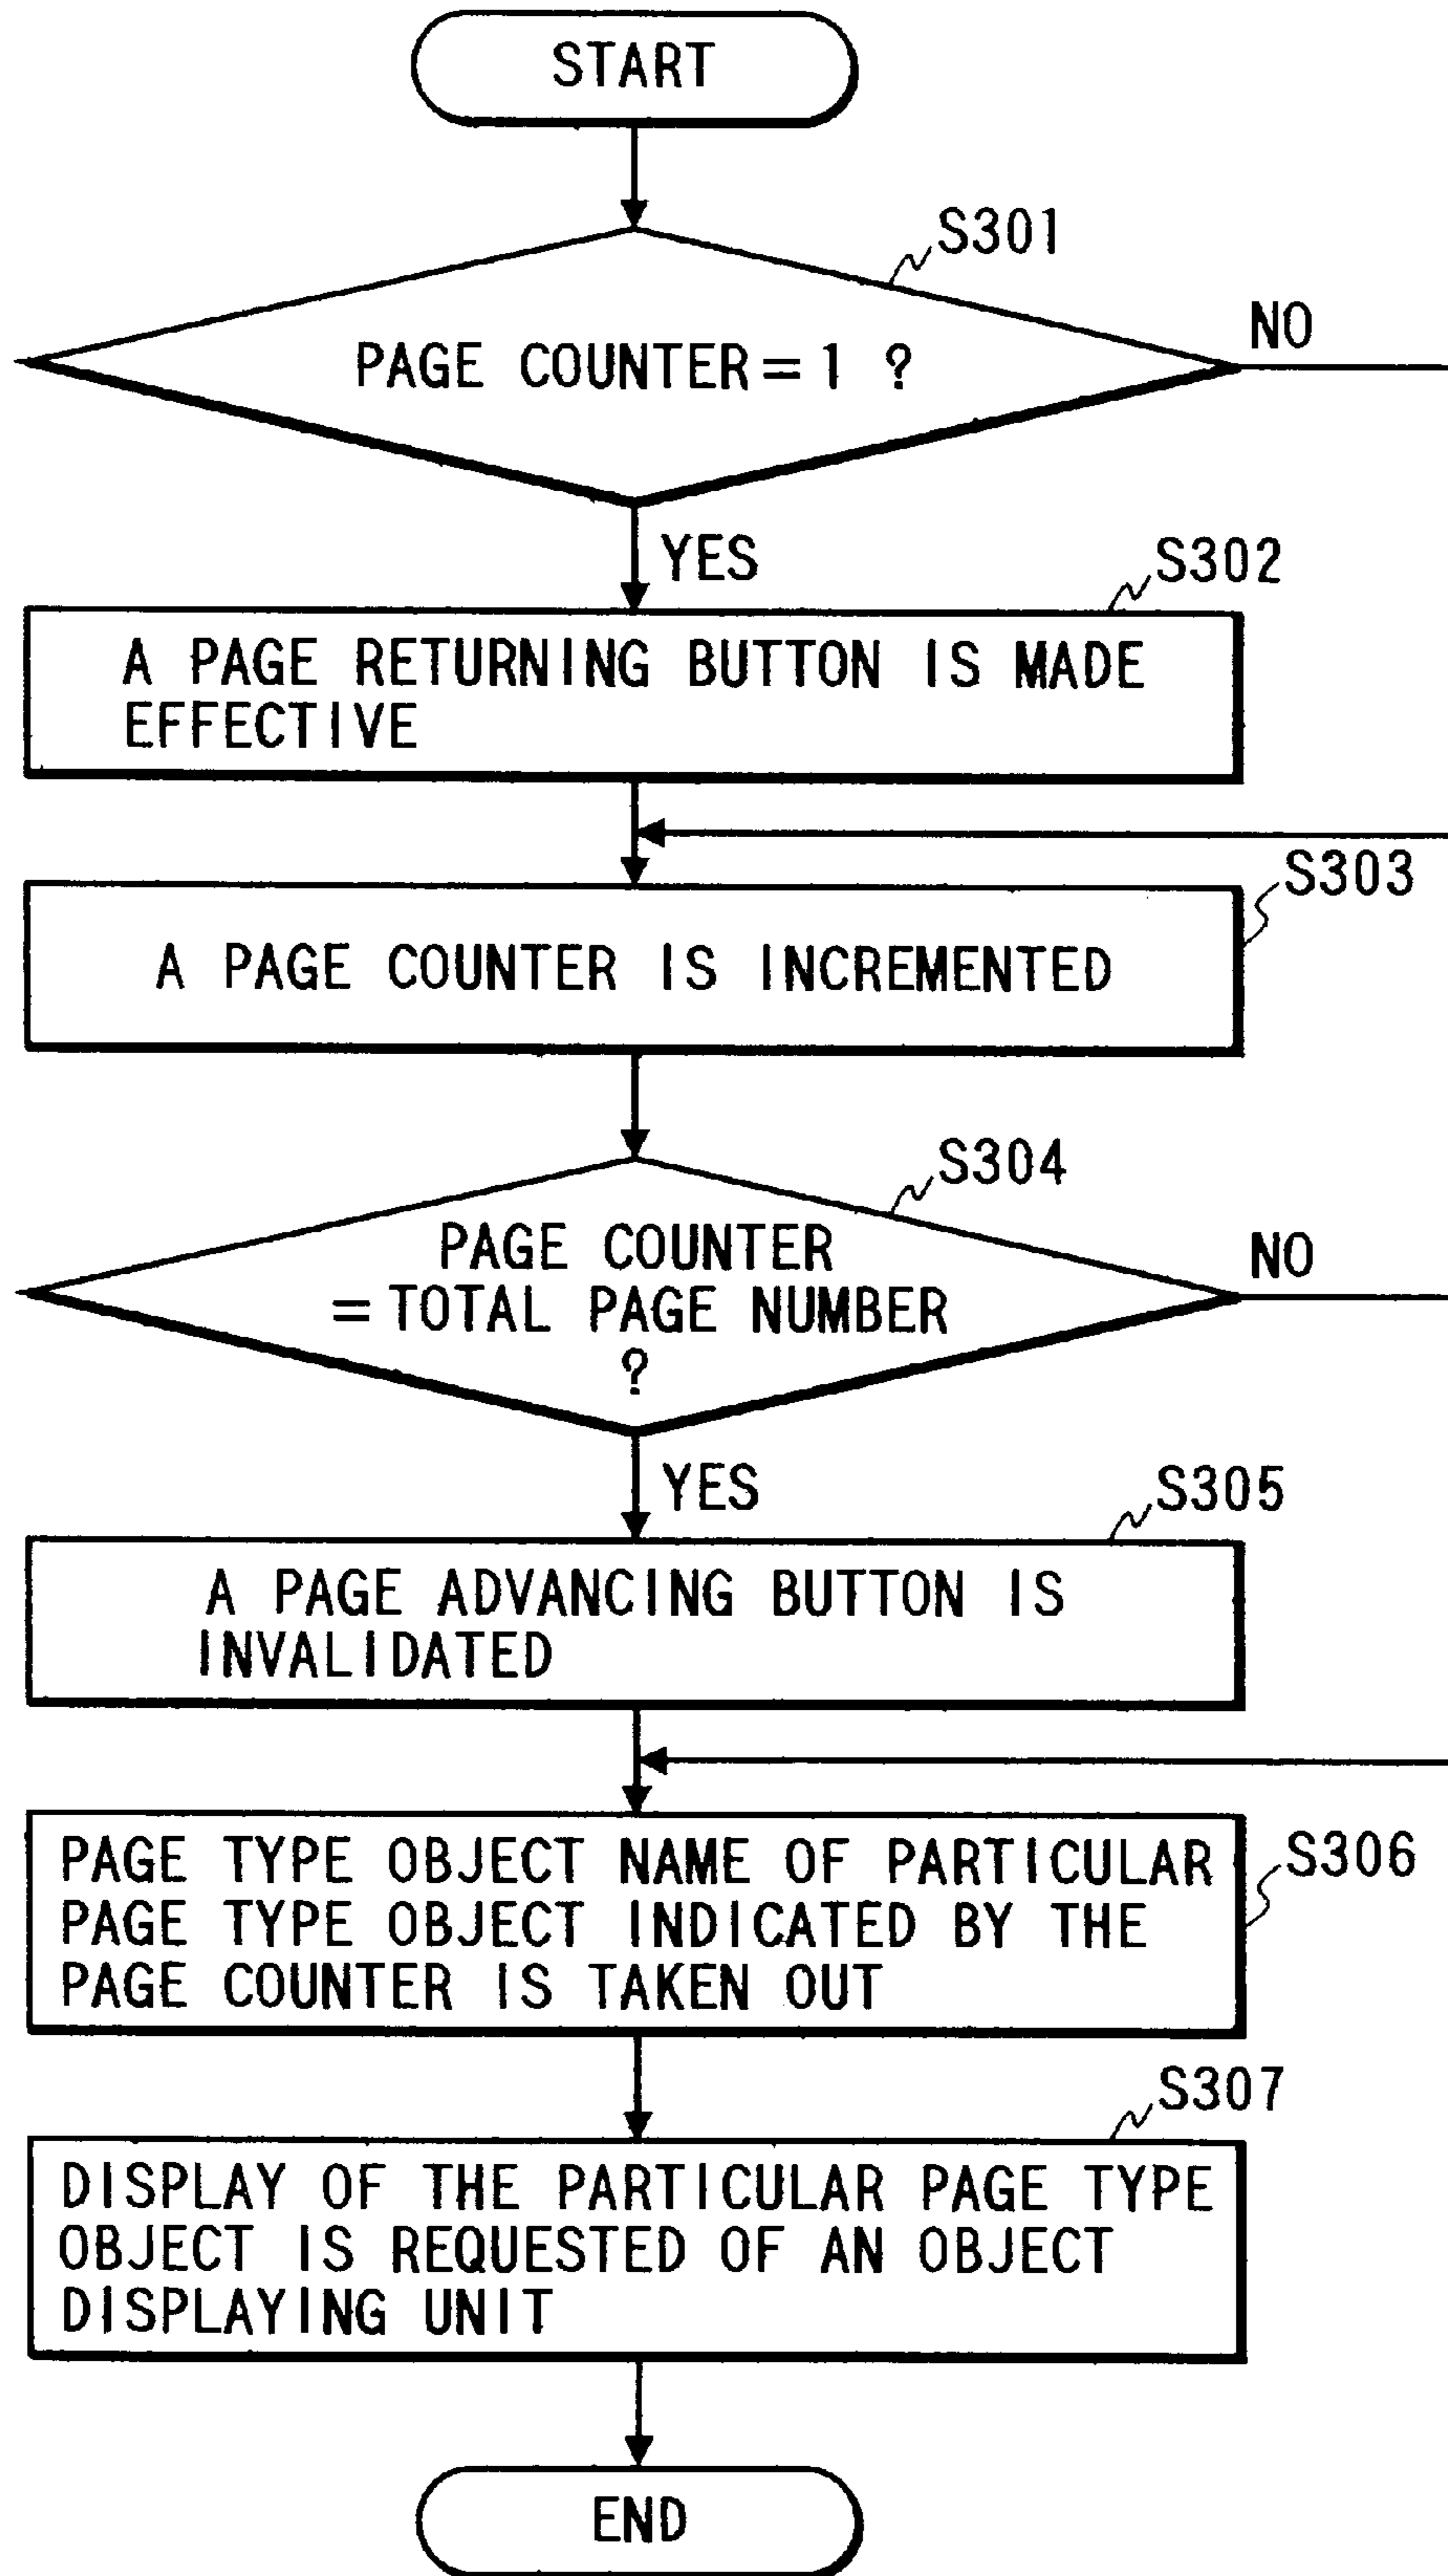 START
S301
PAGE COUNTER=1 ?
NO
YES
S302
A PAGE RETURNING BUTTON IS MADE
EFFECTIVE
S303
A PAGE COUNTER IS INCREMENTED
S304
PAGE COUNTER
=TOTAL PAGE NUMBER
?
NO
YES
S305
A PAGE ADVANCING BUTTON IS
INVALIDATED
PAGE TYPE OBJECT NAME OF PARTICULAR
PAGE TYPE OBJECT INDICATED BY THE
PAGE COUNTER IS TAKEN OUT
S306
S307
DISPLAY OF THE PARTICULAR PAGE TYPE
OBJECT IS REQUESTED OF AN OBJECT
DISPLAYING UNIT
END